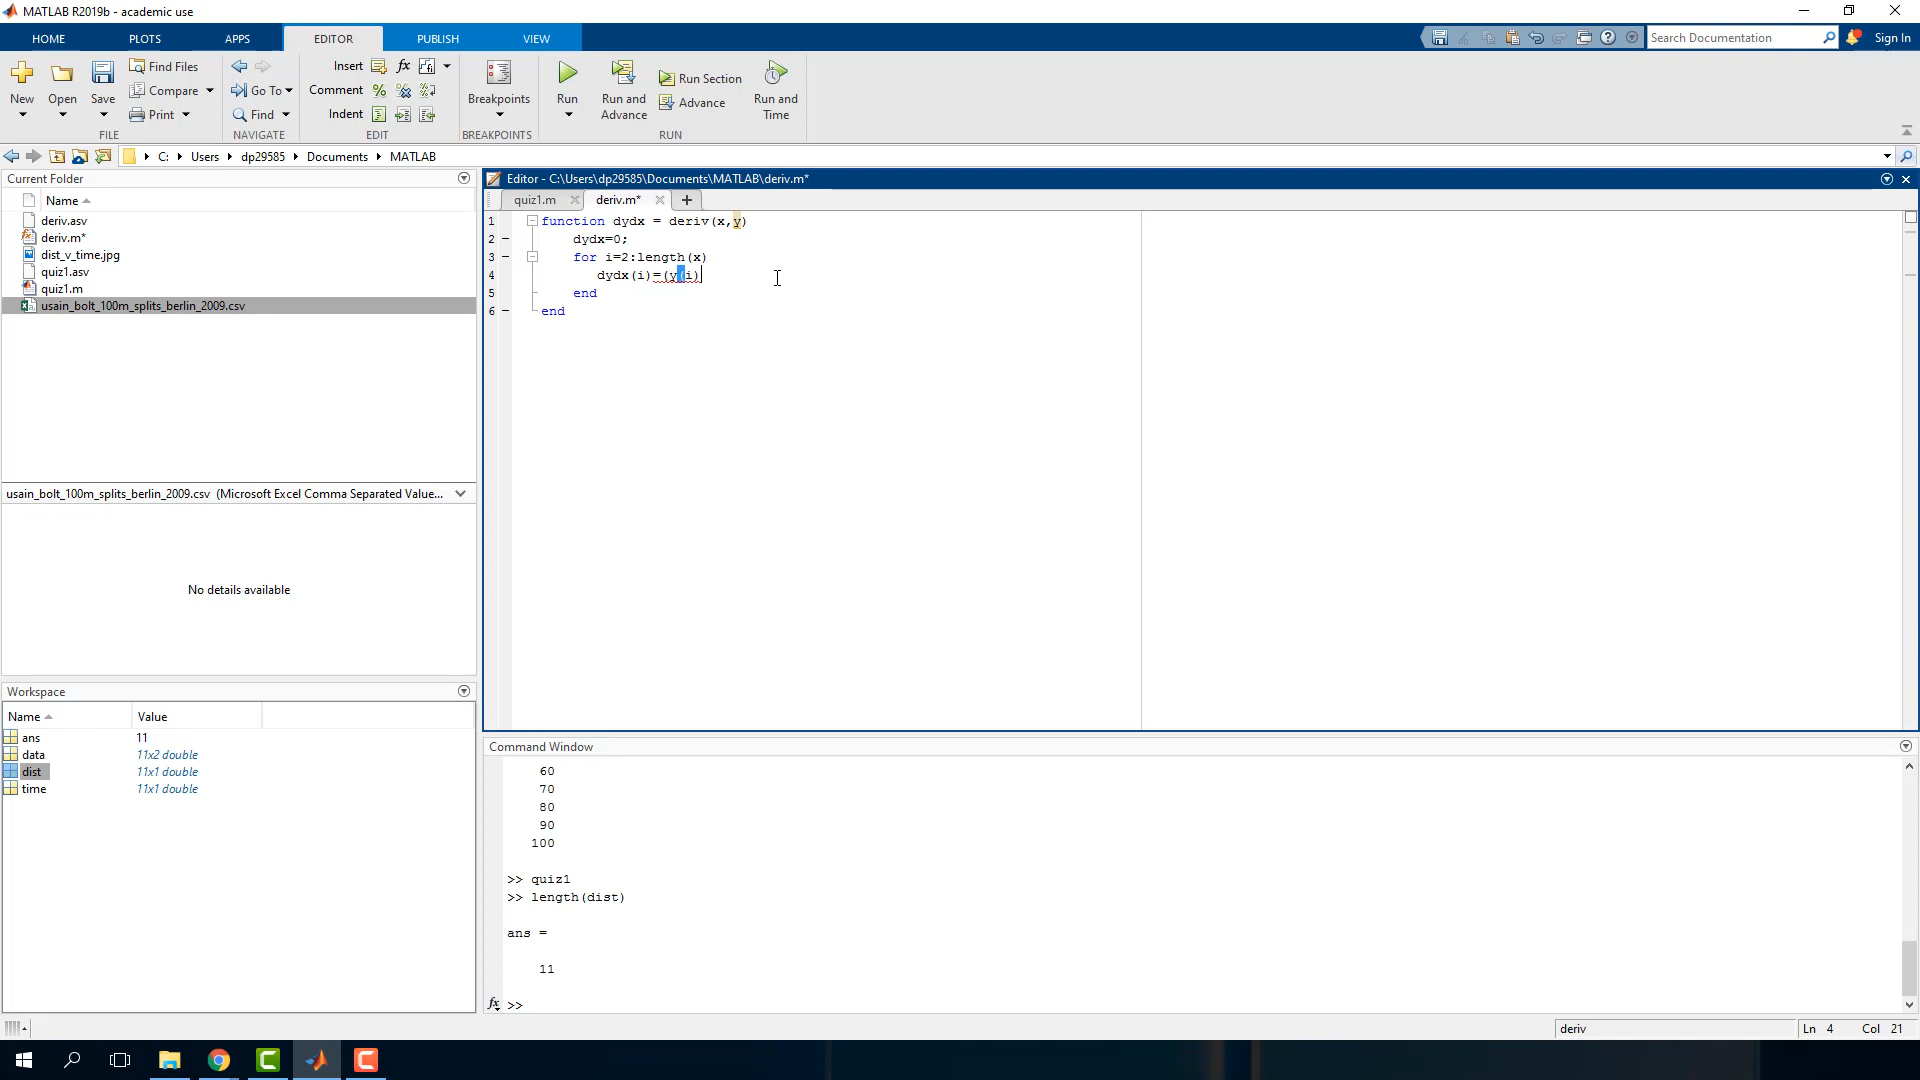 MATLAB R2019b - academic use
HOME PLOTS APPS EDITOR PUBLISH VIEW
Search Documentation
Sign In
New
Open
Save
Find Files
Compare
Print
FILE
Go To
Find
NAVIGATE
Insert
fx
Comment
Indent
EDIT
Breakpoints
BREAKPOINTS
Run
Run and Advance
Run Section
Advance
Run and Time
RUN
C: Users dp29585 Documents MATLAB
Current Folder
Name
deriv.asv
deriv.m*
dist_v_time.jpg
quiz1.asv
quiz1.m
usain_bolt_100m_splits_berlin_2009.csv
usain_bolt_100m_splits_berlin_2009.csv (Microsoft Excel Comma Separated Value...
No details available
Workspace
Name Value
ans 11
data 11x2 double
dist 11x1 double
time 11x1 double
Editor - C:\Users\dp29585\Documents\MATLAB\deriv.m*
quiz1.m deriv.m*
1 function dydx = deriv(x,y)
2 dydx=0;
3 for i=2:length(x)
4 dydx(i)=(y(i)
5 end
6 end
Command Window
60
70
80
90
100
>> quiz1
>> length(dist)
ans =
11
fx >>
deriv
Ln 4 Col 21